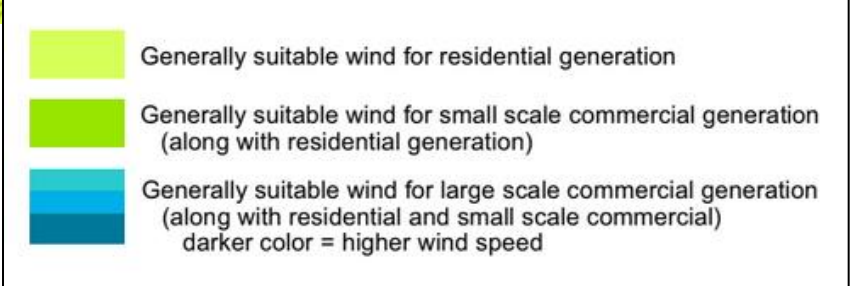 Generally suitable wind for residential generation
Generally suitable wind for small scale commercial generation
(along with residential generation)
Generally suitable wind for large scale commercial generation
(along with residential and small scale commercial)
darker color = higher wind speed